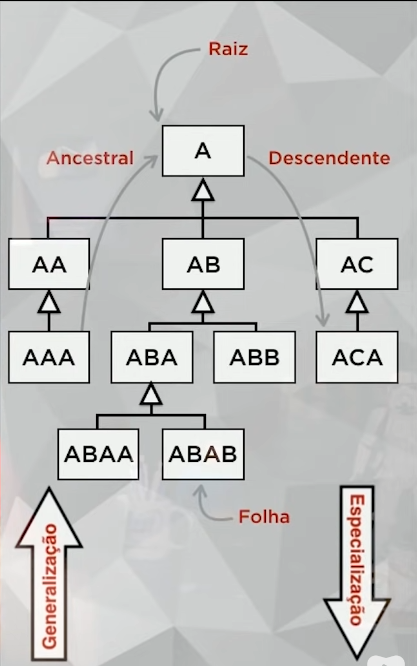 Raiz
A
Ancestral
Descendente
AA
AB
AC
AAA
ABA
ABB
ACA
ABAA
ABAB
Folha
Generalização
Especialização